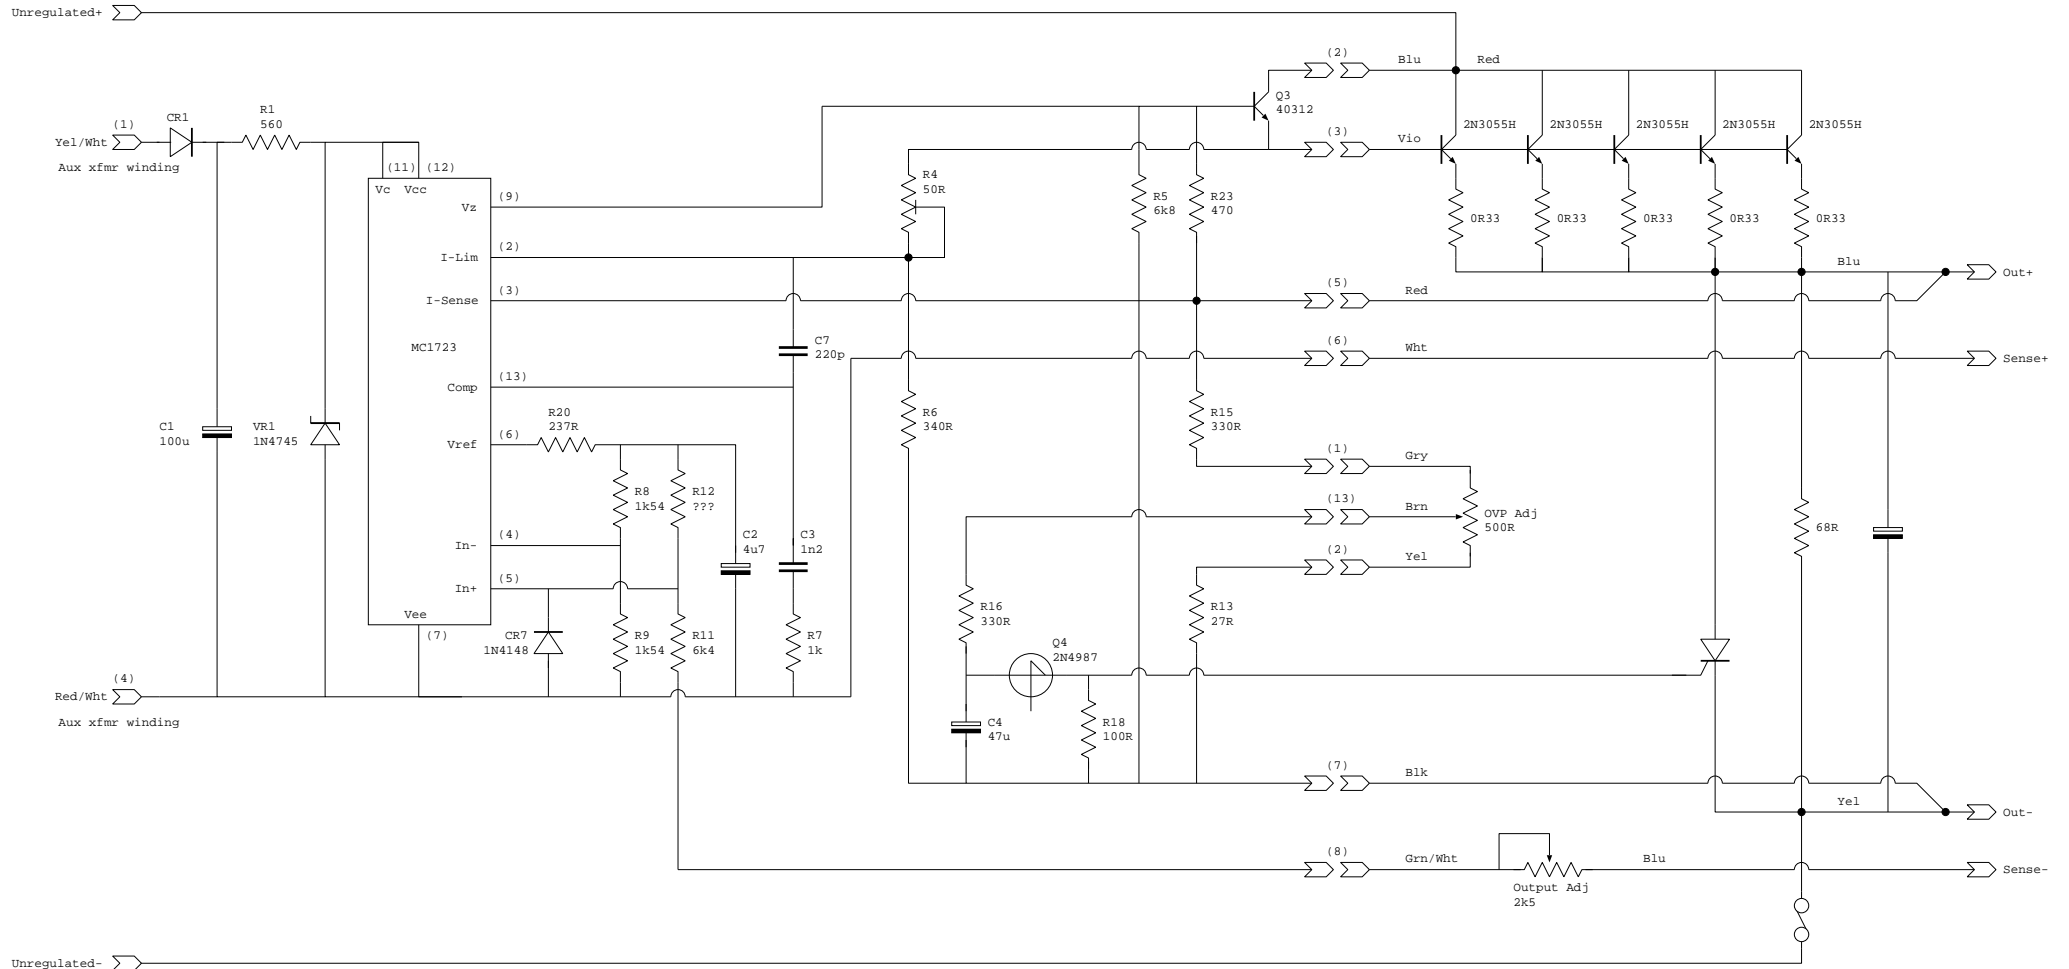 Unregulated+
(2)
Blu
Red
Q3
40312
R1
560
CR1
(1)
Yel/Wht
Aux xfmr winding
2N3055H
2N3055H
2N3055H
2N3055H
2N3055H
(3)
Vio
(11)
(12)
Vc
Vcc
R4
50R
Vz
(9)
R5
6k8
R23
470
0R33
0R33
0R33
0R33
0R33
I-Lim
(2)
Blu
Out+
I-Sense
(3)
(5)
Red
MC1723
C7
220p
(6)
Wht
Sense+
Comp
(13)
R20
237R
R6
340R
R15
330R
C1
100u
VR1
1N4745
Vref
(6)
(1)
Gry
R8
1k54
R12
???
(13)
Brn
OVP Adj
500R
68R
In-
(4)
C2
4u7
C3
1n2
(2)
Yel
In+
(5)
R16
330R
R13
27R
Vee
(7)
CR7
1N4148
R9
1k54
R11
6k4
R7
1k
Q4
2N4987
(4)
Red/Wht
Aux xfmr winding
C4
47u
R18
100R
(7)
Blk
Yel
Out-
(8)
Grn/Wht
Blu
Sense-
Output Adj
2k5
Unregulated-